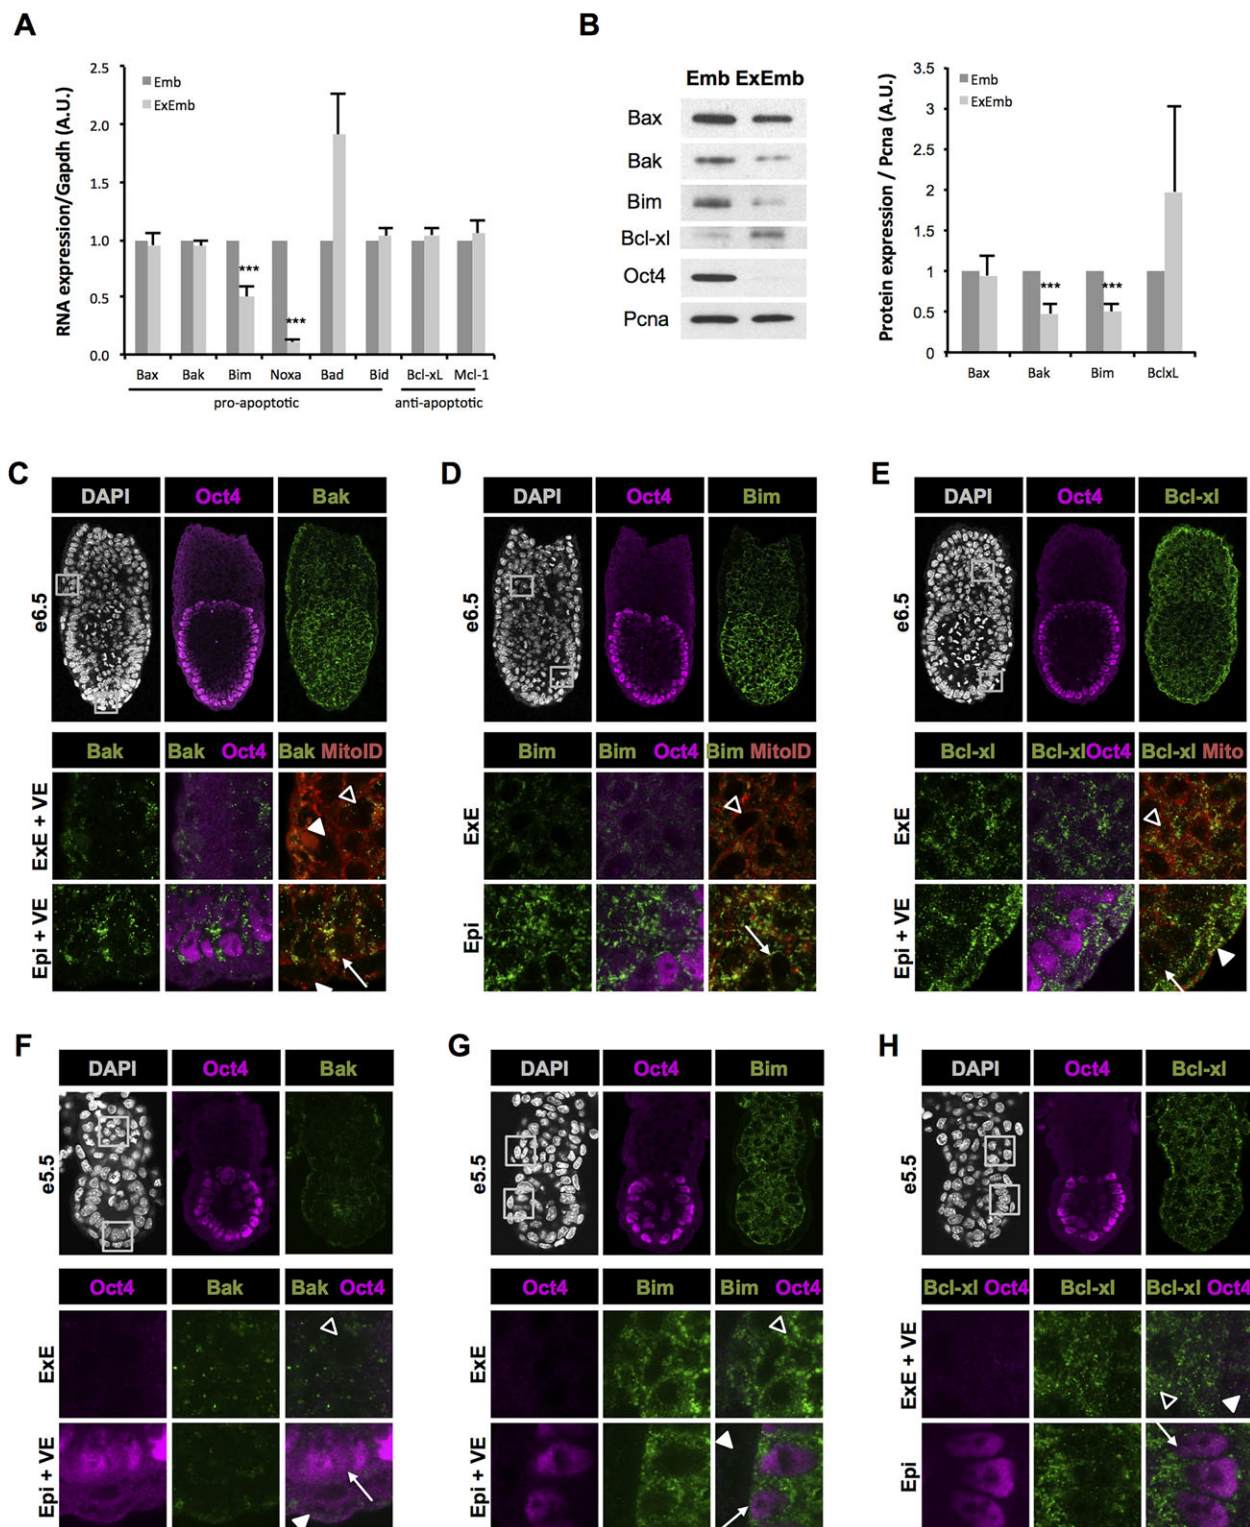 A
RNA expression/Gapdh (A.U.)
2.5
2.0
1.5
1.0
0.5
0.0
Emb
ExEmb
***
***
Bax Bak Bim Noxa Bad Bid Bcl-xL Mcl-1
pro-apoptotic anti-apoptotic
B
Emb ExEmb
Bax
Bak
Bim
Bcl-xl
Oct4
Pcna
Protein expression / Pcna (A.U.)
3.5
3
2.5
2
1.5
1
0.5
0
Emb
ExEmb
*** ***
Bax Bak Bim BclxL
C
DAPI Oct4 Bak
e6.5
Bak Bak Oct4 Bak MitoID
ExE + VE
Epi + VE
D
DAPI Oct4 Bim
e6.5
Bim Bim Oct4 Bim MitoID
ExE
Epi
E
DAPI Oct4 Bcl-xl
e6.5
Bcl-xl Bcl-xl Oct4 Bcl-xl Mito
ExE
Epi + VE
F
DAPI Oct4 Bak
e5.5
Oct4 Bak Bak Oct4
ExE
Epi + VE
G
DAPI Oct4 Bim
e5.5
Oct4 Bim Bim Oct4
ExE
Epi + VE
H
DAPI Oct4 Bcl-xl
e5.5
Bcl-xl Oct4 Bcl-xl Bcl-xl Oct4
ExE + VE
Epi